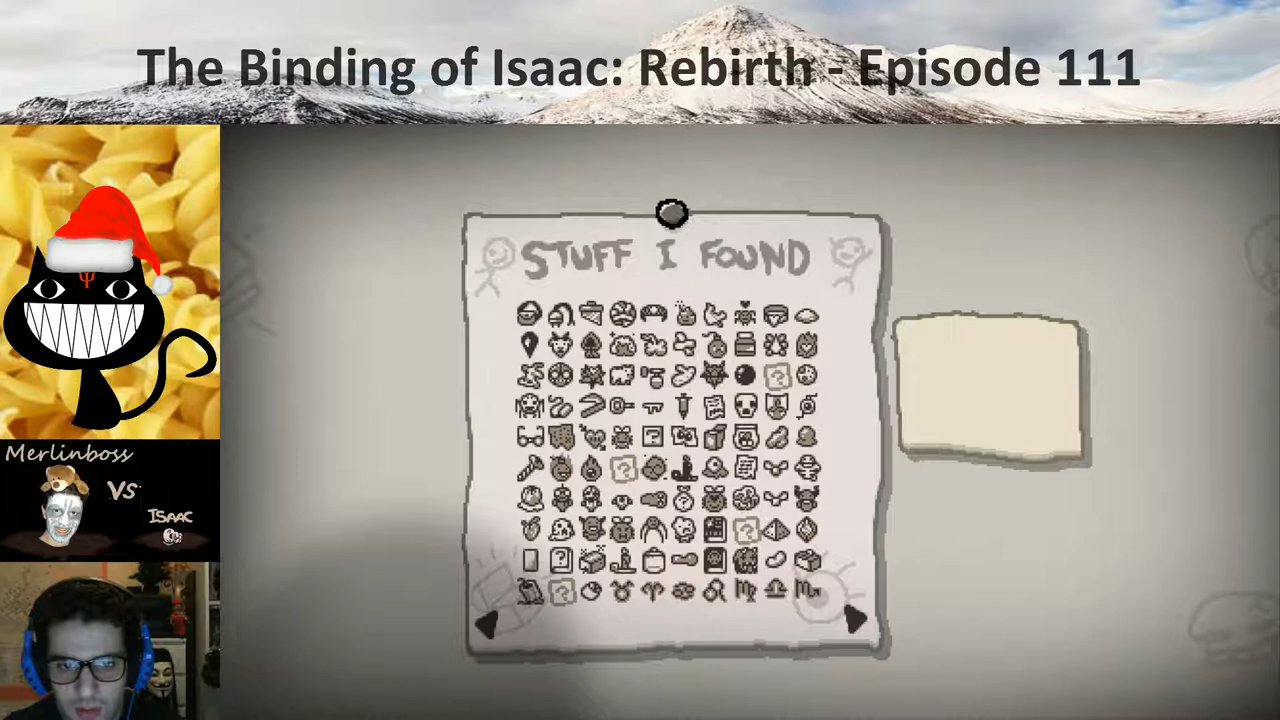 The Binding of Isaac: Rebirth - Episode 111
STUFF I FOUND
Merlinboss
VS.
ISAAC